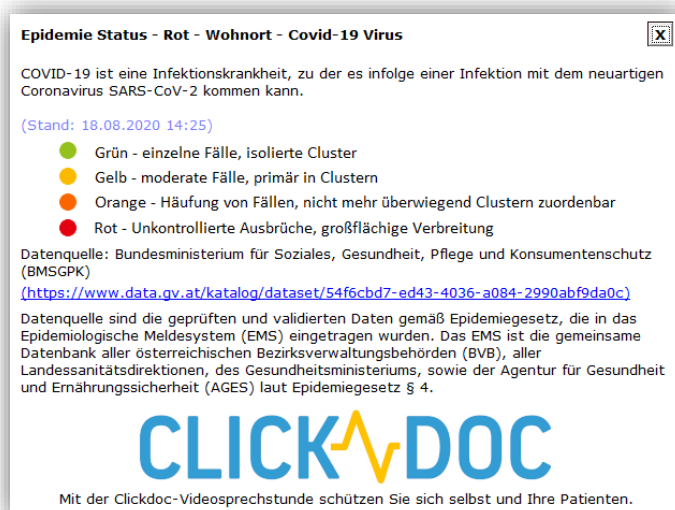 Epidemie Status - Rot - Wohnort - Covid-19 Virus
X
COVID-19 ist eine Infektionskrankheit, zu der es infolge einer Infektion mit dem neuartigen
Coronavirus SARS-CoV-2 kommen kann.
(Stand: 18.08.2020 14:25)
Grün - einzelne Fälle, isolierte Cluster
Gelb - moderate Fälle, primär in Clustern
Orange - Häufung von Fällen, nicht mehr überwiegend Clustern zuordenbar
Rot - Unkontrollierte Ausbrüche, großflächige Verbreitung
Datenquelle: Bundesministerium für Soziales, Gesundheit, Pflege und Konsumentenschutz
(BMSGPK)
(https://www.data.gv.at/katalog/dataset/54f6cbd7-ed43-4036-a084-2990abf9da0c)
Datenquelle sind die geprüften und validierten Daten gemäß Epidemiegesetz, die in das
Epidemiologische Meldesystem (EMS) eingetragen wurden. Das EMS ist die gemeinsame
Datenbank aller österreichischen Bezirksverwaltungsbehörden (BVB), aller
Landessanitätsdirektionen, des Gesundheitsministeriums, sowie der Agentur für Gesundheit
und Ernährungssicherheit (AGES) laut Epidemiegesetz § 4.
CLICKDOC
Mit der Clickdoc-Videosprechstunde schützen Sie sich selbst und Ihre Patienten.